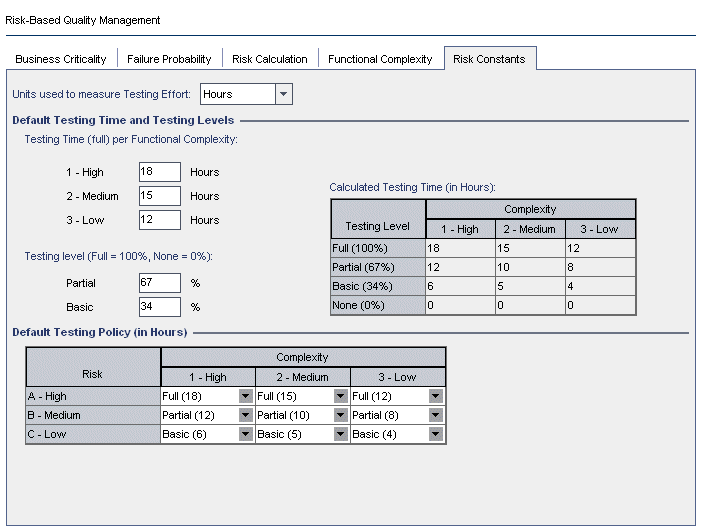 Risk-Based Quality Management
Business Criticality Failure Probability Risk Calculation Functional Complexity Risk Constants
Units used to measure Testing Effort: Hours
Default Testing Time and Testing Levels
Testing Time (full) per Functional Complexity:
1 - High 18 Hours
2 - Medium 15 Hours
3 - Low 12 Hours
Testing level (Full = 100%, None = 0%):
Partial 67 %
Basic 34 %
Calculated Testing Time (in Hours):
Testing Level Complexity
1 - High 2 - Medium 3 - Low
Full (100%) 18 15 12
Partial (67%) 12 10 8
Basic (34%) 6 5 4
None (0%) 0 0 0
Default Testing Policy (in Hours)
Risk Complexity
1 - High 2 - Medium 3 - Low
A - High Full (18) Full (15) Full (12)
B - Medium Partial (12) Partial (10) Partial (8)
C - Low Basic (6) Basic (5) Basic (4)